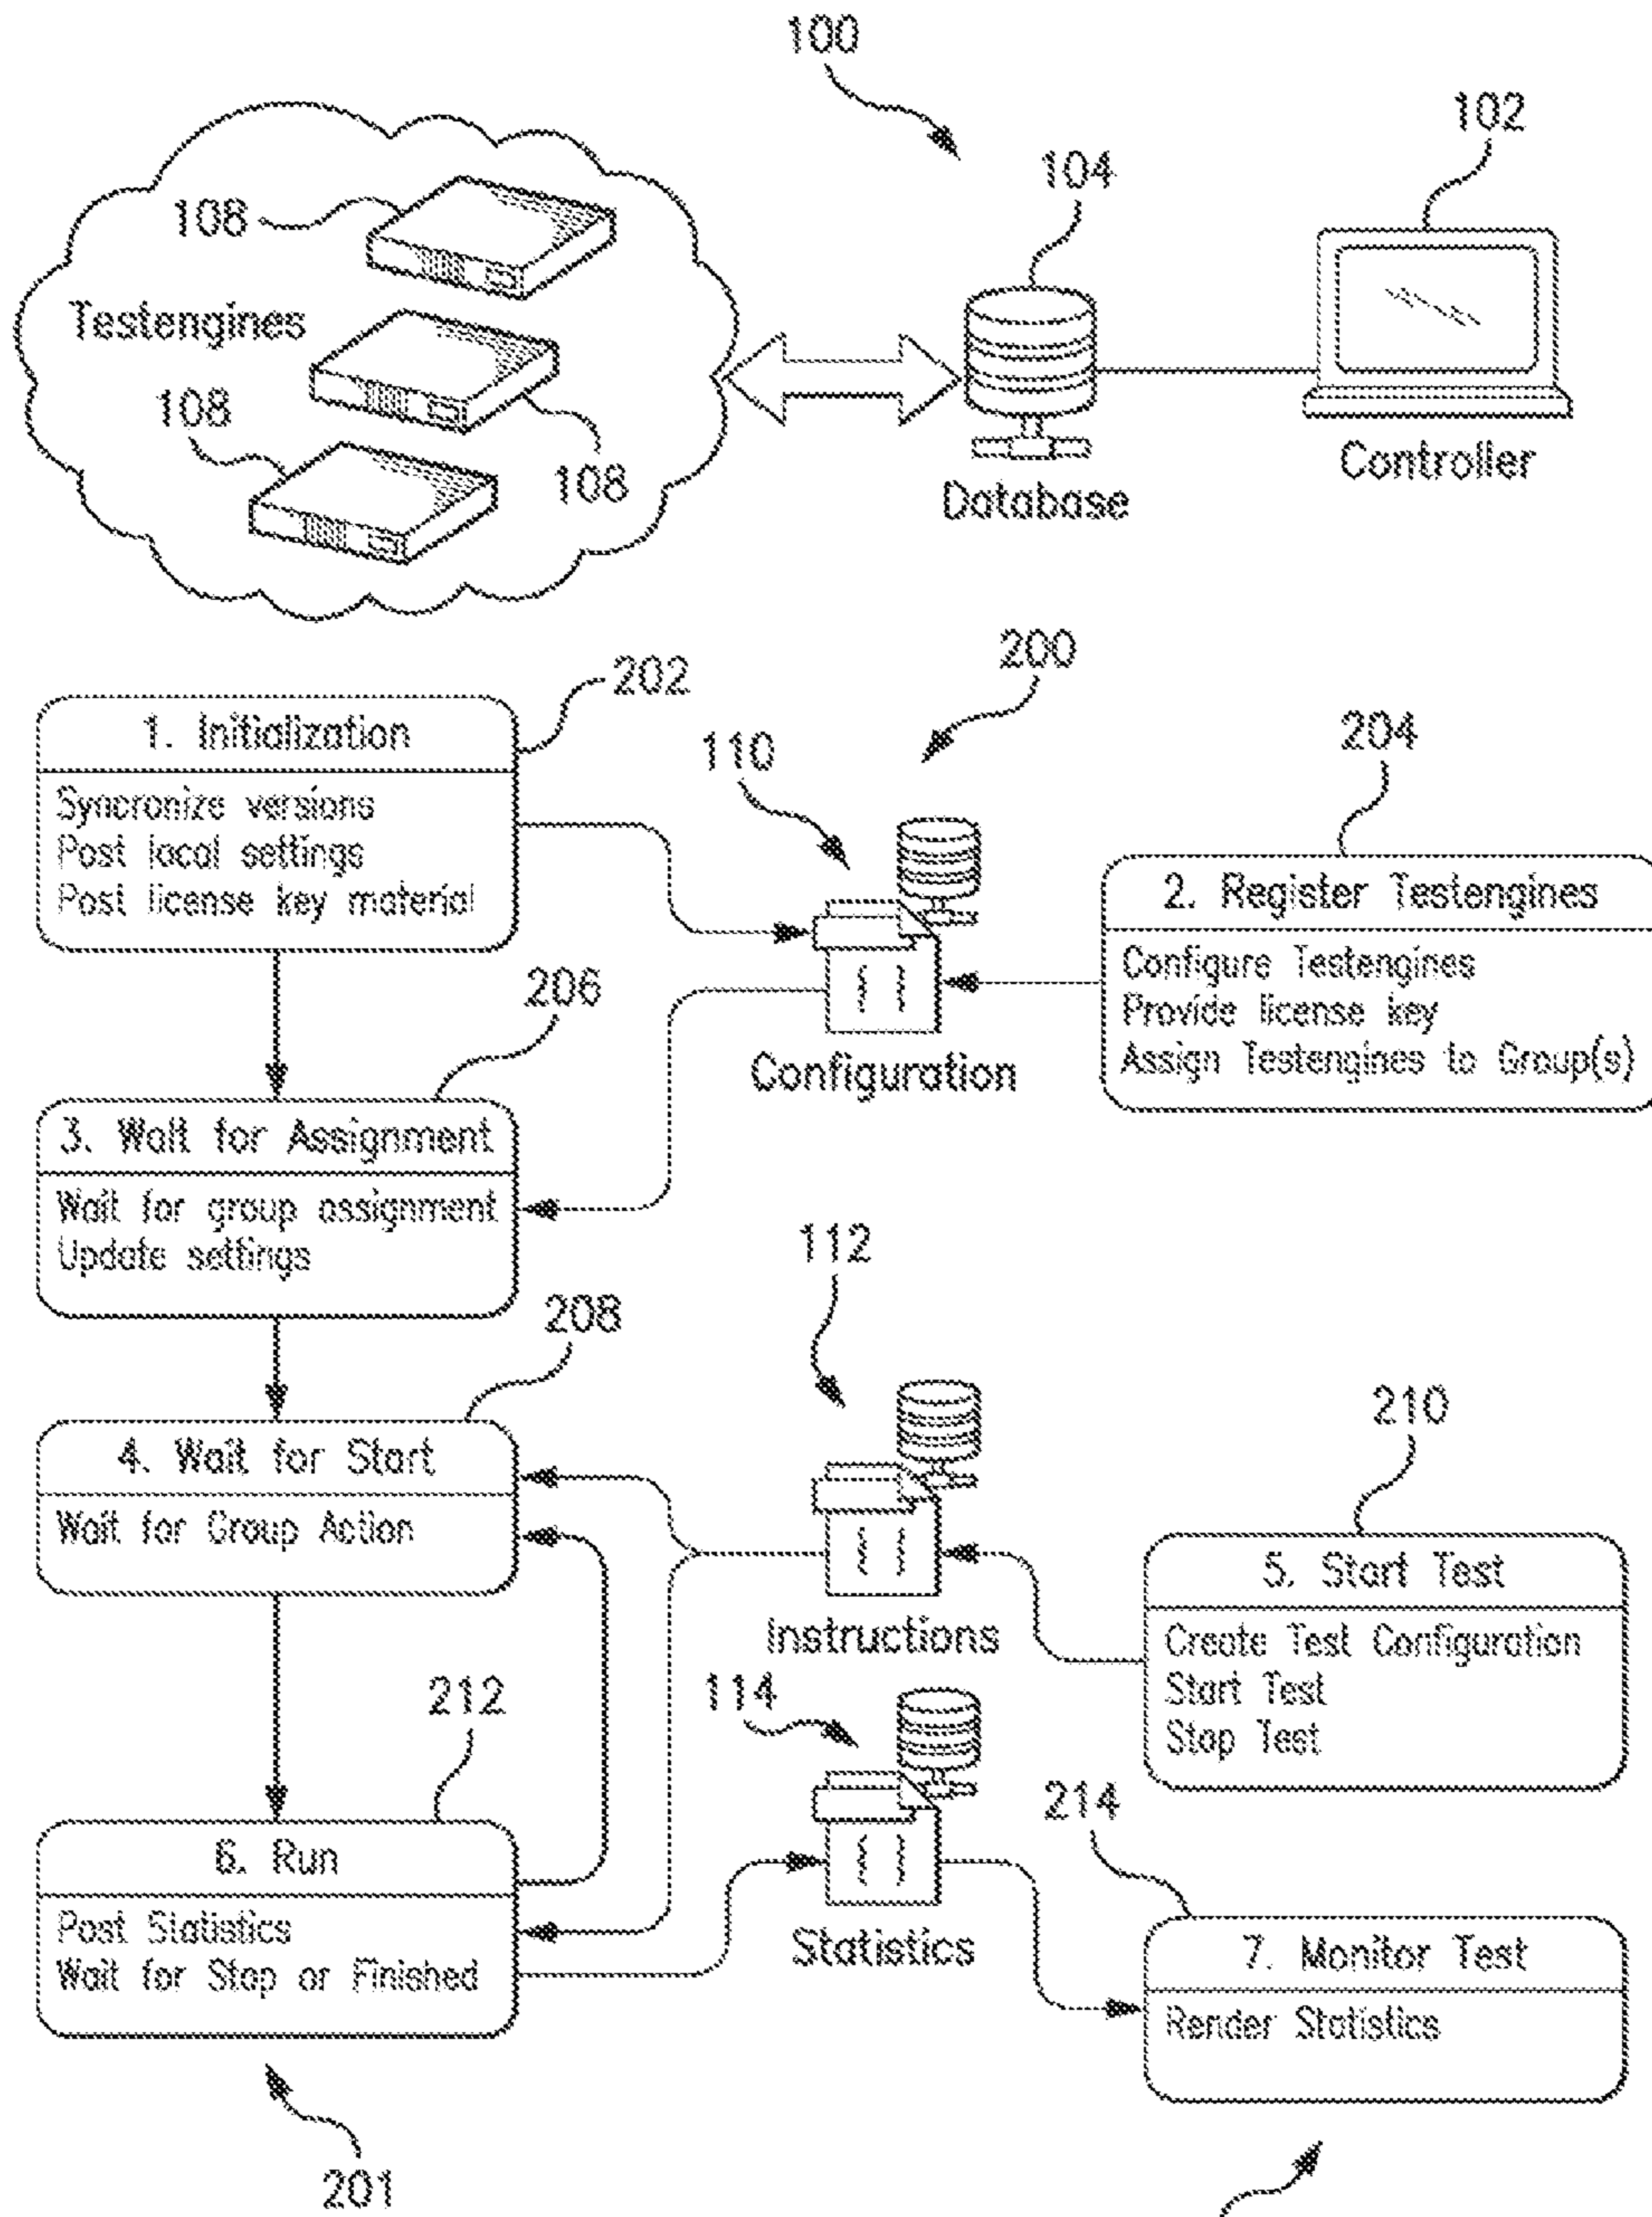 100
102
104
108
Testengines
108
108
Database
Controller
200
202
1. Initialization
Syncronize versions
Post local settings
Post license key material
110
204
2. Register Testengines
Configure Testengines
Provide license key
Assign Testengines to Group(s)
Configuration
206
3. Wait for Assignment
Wait for group assignment
Update settings
112
208
4. Wait for Start
Wait for Group Action
210
5. Start Test
Create Test Configuration
Start Test
Stop Test
Instructions
114
212
6. Run
Post Statistics
Wait for Stop or Finished
Statistics
214
7. Monitor Test
Render Statistics
201